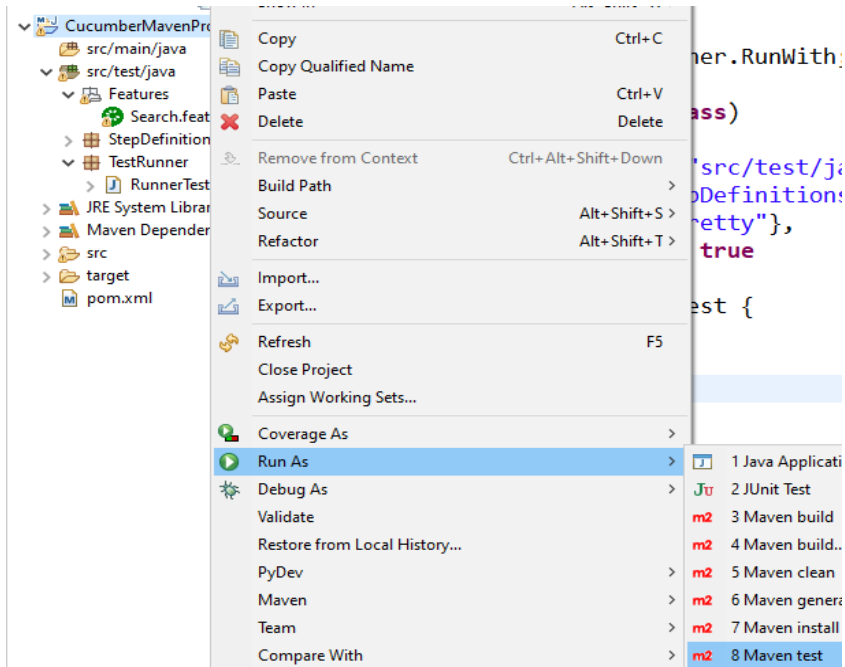 CucumberMavenPro
src/main/java
src/test/java
Features
Search.feat
StepDefinition
TestRunner
RunnerTest
JRE System Librar
Maven Depender
src
target
pom.xml
Copy Ctrl+C
Copy Qualified Name
Paste Ctrl+V
Delete Delete
Remove from Context Ctrl+Alt+Shift+Down
Build Path
Source Alt+Shift+S
Refactor Alt+Shift+T
Import...
Export...
Refresh F5
Close Project
Assign Working Sets...
Coverage As
Run As
Debug As
Validate
Restore from Local History...
PyDev
Maven
Team
Compare With
1 Java Applicati
2 JUnit Test
3 Maven build
4 Maven build..
5 Maven clean
6 Maven genera
7 Maven install
8 Maven test
ner.RunWith;
ass)
'src/test/ja
pDefinitions
retty"},
true
est {